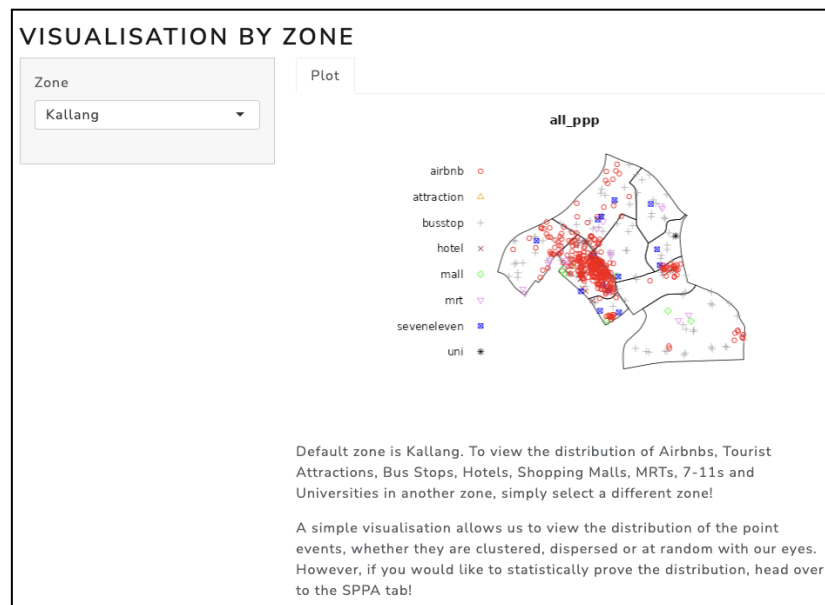 VISUALISATION BY ZONE
Zone
Kallang
Plot
all_ppp
airbnb
attraction
busstop
hotel
mall
mrt
seveneleven
uni
Default zone is Kallang. To view the distribution of Airbnbs, Tourist
Attractions, Bus Stops, Hotels, Shopping Malls, MRTs, 7-11s and
Universities in another zone, simply select a different zone!
A simple visualisation allows us to view the distribution of the point
events, whether they are clustered, dispersed or at random with our eyes.
However, if you would like to statistically prove the distribution, head over
to the SPPA tab!